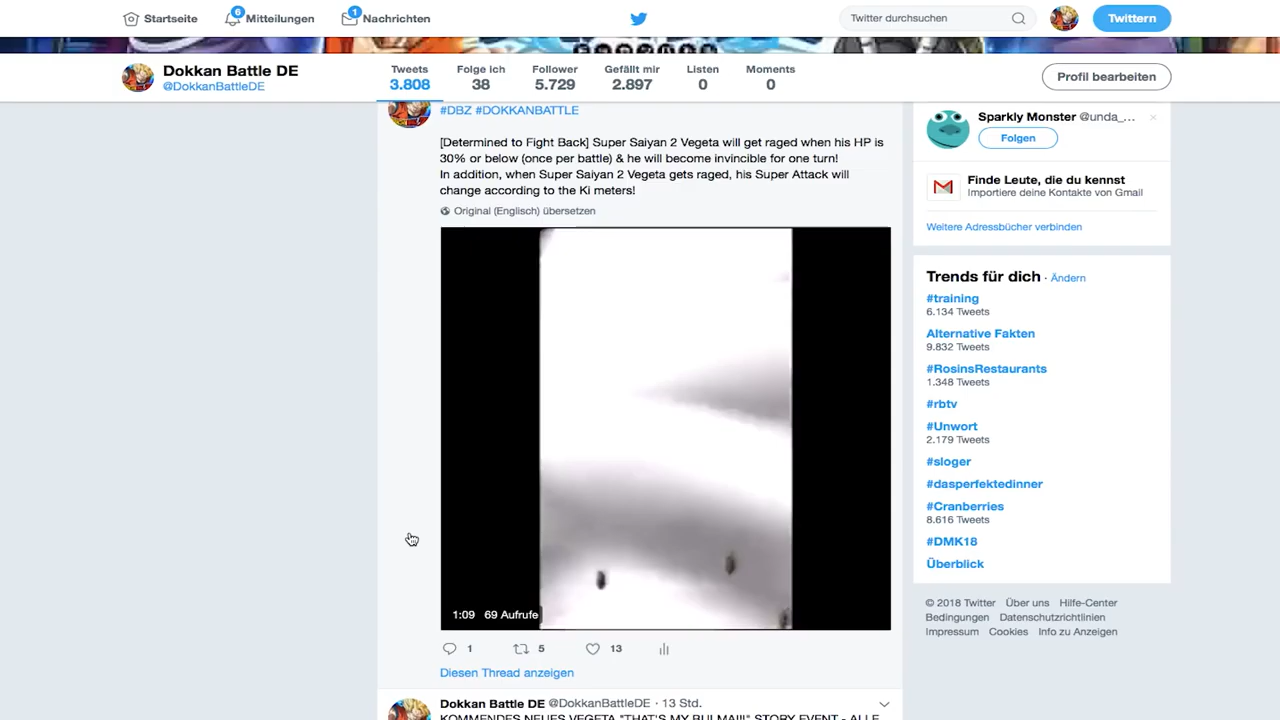 Startseite
6
Mitteilungen
1
Nachrichten
Twitter durchsuchen
Twittern
Dokkan Battle DE
@DokkanBattleDE
Tweets
3.808
Folge ich
38
Follower
5.729
Gefällt mir
2.897
Listen
0
Moments
0
Profil bearbeiten
#DBZ #DOKKANBATTLE
[Determined to Fight Back] Super Saiyan 2 Vegeta will get raged when his HP is
30% or below (once per battle) & he will become invincible for one turn!
In addition, when Super Saiyan 2 Vegeta gets raged, his Super Attack will
change according to the Ki meters!
Original (Englisch) übersetzen
1:09 69 Aufrufe
1
5
13
Diesen Thread anzeigen
Dokkan Battle DE @DokkanBattleDE · 13 Std.
KOMMENDES NEUES VEGETA "THAT'S MY BULMA!!!" STORY EVENT - ALLE
Sparkly Monster @unda_...
Folgen
Finde Leute, die du kennst
Importiere deine Kontakte von Gmail
Weitere Adressbücher verbinden
Trends für dich · Ändern
#training
6.134 Tweets
Alternative Fakten
9.832 Tweets
#RosinsRestaurants
1.348 Tweets
#rbtv
#Unwort
2.179 Tweets
#sloger
#dasperfektedinner
#Cranberries
8.616 Tweets
#DMK18
Überblick
© 2018 Twitter Über uns Hilfe-Center
Bedingungen Datenschutzrichtlinien
Impressum Cookies Info zu Anzeigen